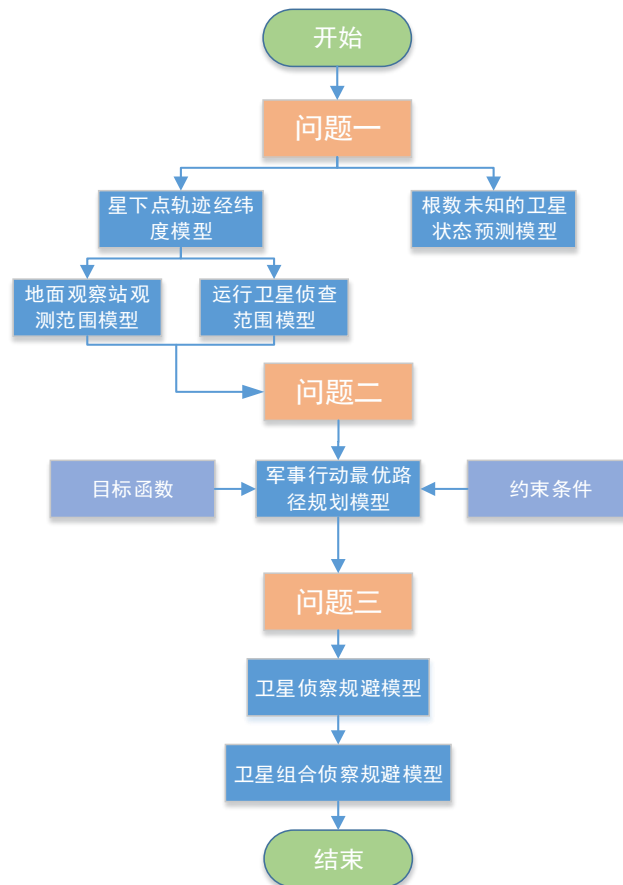 开始
问题一
星下点轨迹经纬
度模型
根数未知的卫星
状态预测模型
地面观察站观
测范围模型
运行卫星侦查
范围模型
问题二
目标函数
军事行动最优路
径规划模型
约束条件
问题三
卫星侦察规避模型
卫星组合侦察规避模型
结束